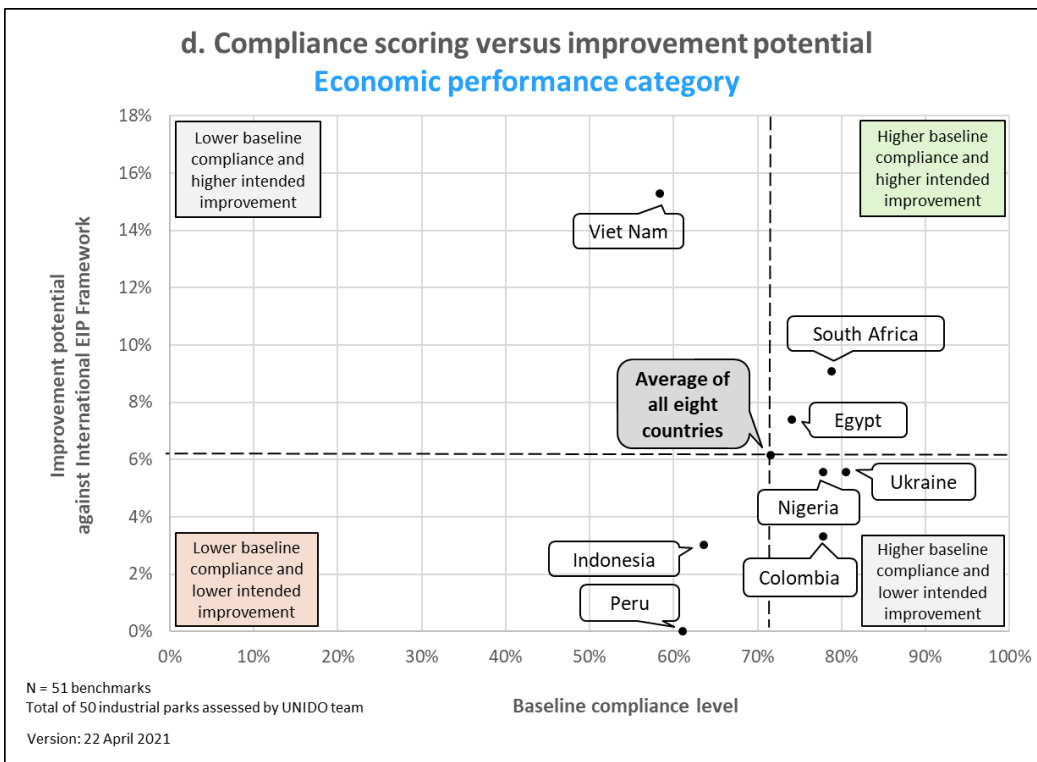 d. Compliance scoring versus improvement potential
Economic performance category
Improvement potential
against International EIP Framework
18%
16%
14%
12%
10%
8%
6%
4%
2%
0%
Lower baseline
compliance and
higher intended
improvement
Higher baseline
compliance and
higher intended
improvement
Viet Nam
South Africa
Average of
all eight
countries
Egypt
Ukraine
Nigeria
Indonesia
Colombia
Peru
Lower baseline
compliance and
lower intended
improvement
Higher baseline
compliance and
lower intended
improvement
0%
10%
20%
30%
40%
50%
60%
70%
80%
90%
100%
Baseline compliance level
N = 51 benchmarks
Total of 50 industrial parks assessed by UNIDO team
Version: 22 April 2021